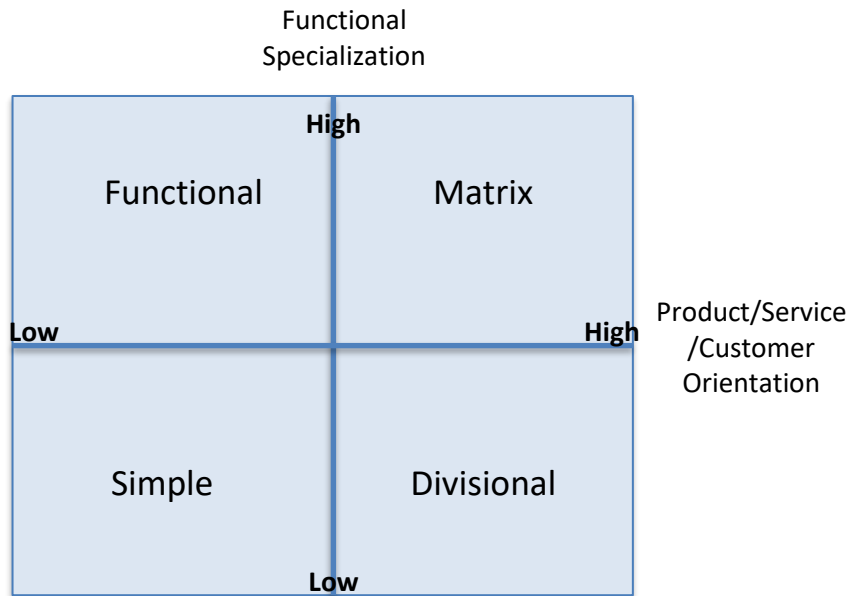 Functional
Specialization
High
Functional
Matrix
Low
High
Product/Service
/Customer
Orientation
Simple
Divisional
Low